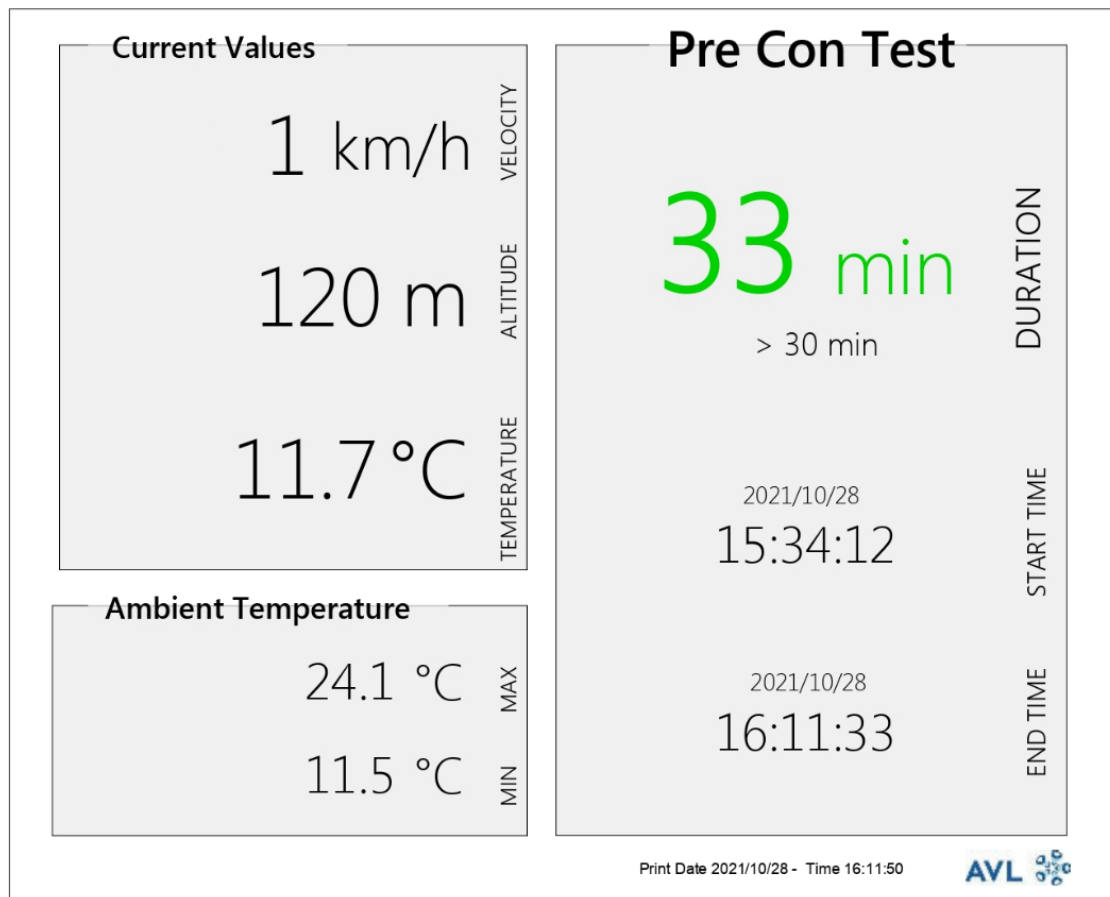 Current Values
1 km/h
VELOCITY
120 m
ALTITUDE
11.7 °C
TEMPERATURE
Ambient Temperature
24.1 °C
MAX
11.5 °C
MIN
Pre Con Test
33 min
> 30 min
DURATION
2021/10/28
15:34:12
START TIME
2021/10/28
16:11:33
END TIME
Print Date 2021/10/28 - Time 16:11:50
AVL